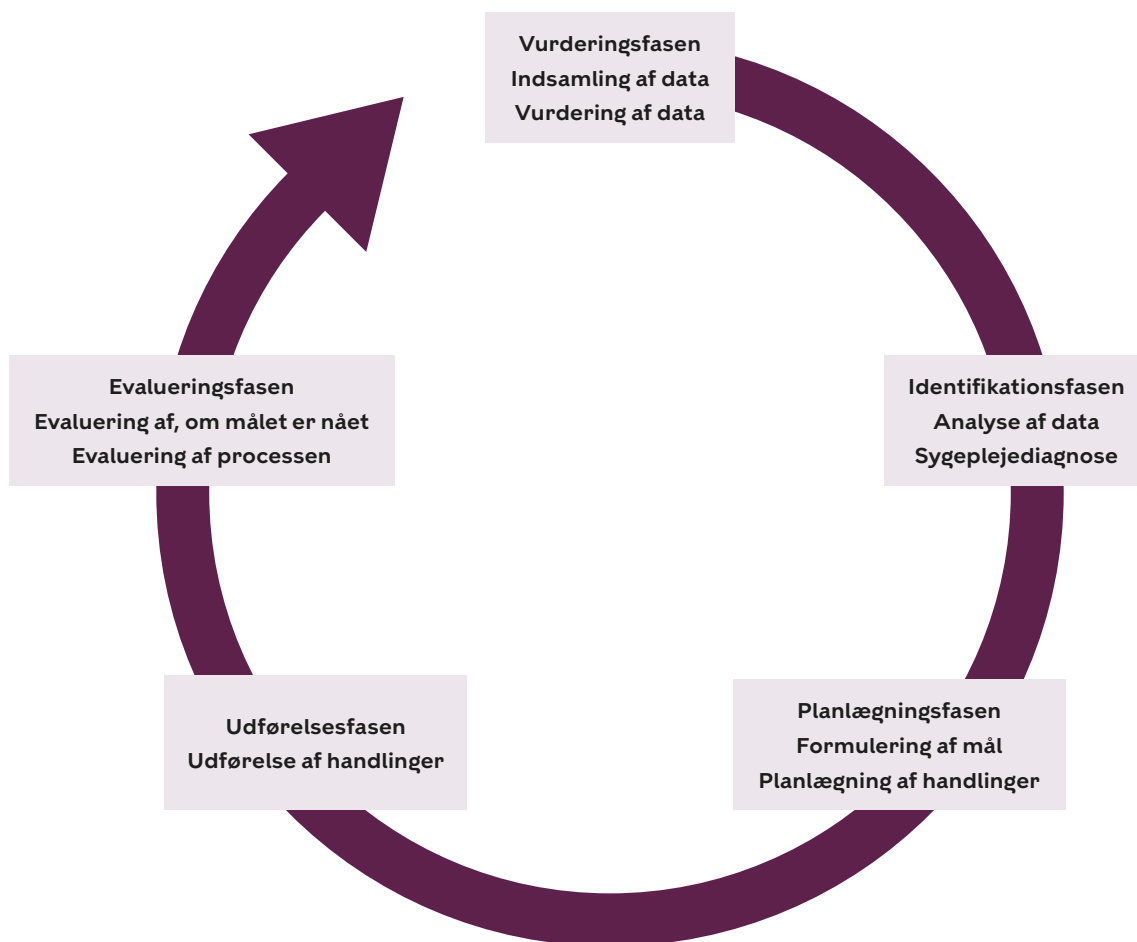 Vurderingsfasen
Indsamling af data
Vurdering af data
Identifikationsfasen
Analyse af data
Sygeplejediagnose
Planlægningsfasen
Formulering af mål
Planlægning af handlinger
Udførelsesfasen
Udførelse af handlinger
Evalueringsfasen
Evaluering af, om målet er nået
Evaluering af processen